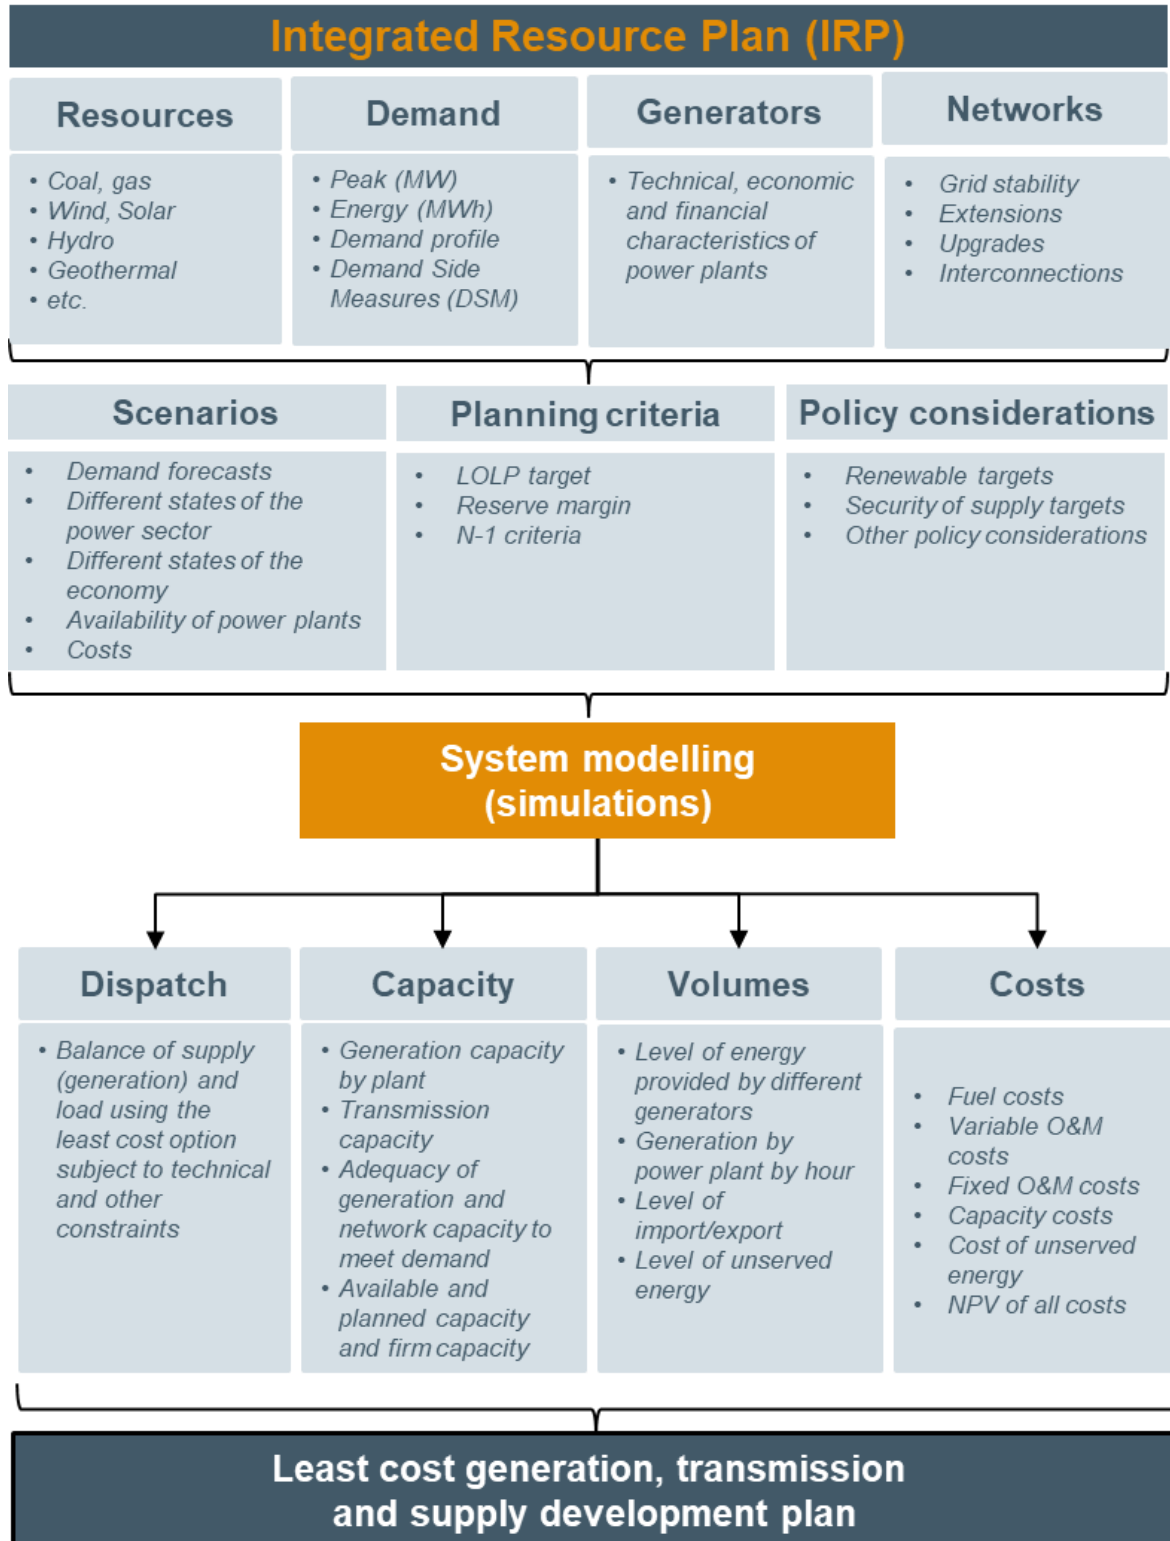 Integrated Resource Plan (IRP)
Resources
• Coal, gas
• Wind, Solar
• Hydro
• Geothermal
• etc.
Demand
• Peak (MW)
• Energy (MWh)
• Demand profile
• Demand Side
Measures (DSM)
Generators
• Technical, economic
and financial
characteristics of
power plants
Networks
• Grid stability
• Extensions
• Upgrades
• Interconnections
Scenarios
• Demand forecasts
• Different states of the
power sector
• Different states of the
economy
• Availability of power plants
• Costs
Planning criteria
• LOLP target
• Reserve margin
• N-1 criteria
Policy considerations
• Renewable targets
• Security of supply targets
• Other policy considerations
System modelling
(simulations)
Dispatch
• Balance of supply
(generation) and
load using the
least cost option
subject to technical
and other
constraints
Capacity
• Generation capacity
by plant
• Transmission
capacity
• Adequacy of
generation and
network capacity to
meet demand
• Available and
planned capacity
and firm capacity
Volumes
• Level of energy
provided by different
generators
• Generation by
power plant by hour
• Level of
import/export
• Level of unserved
energy
Costs
• Fuel costs
• Variable O&M
costs
• Fixed O&M costs
• Capacity costs
• Cost of unserved
energy
• NPV of all costs
Least cost generation, transmission
and supply development plan